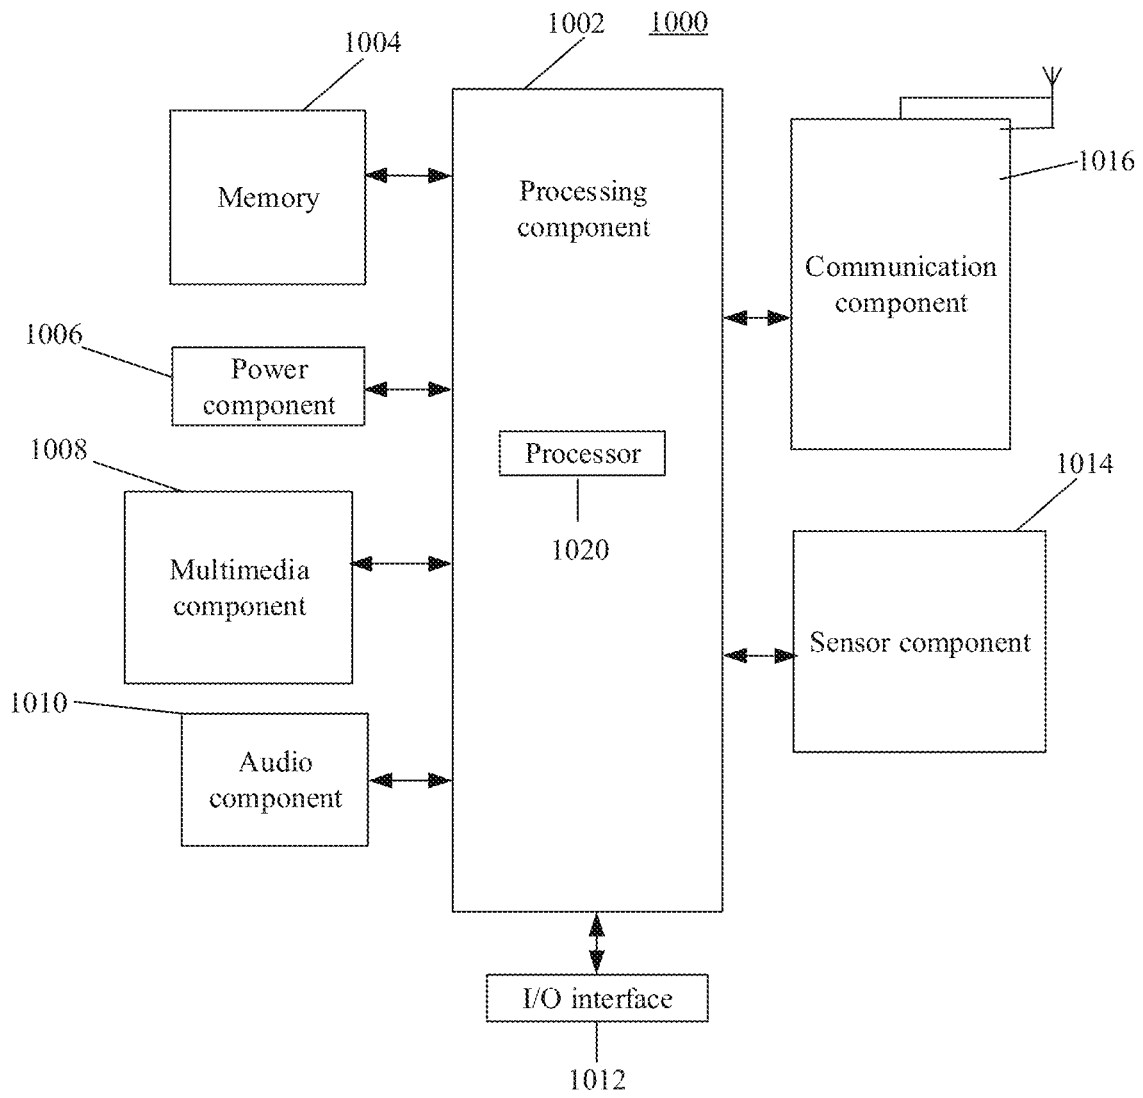 1002
1000
1004
Memory
Processing
component
1016
Communication
component
1006
Power
component
1008
Processor
1020
1014
Multimedia
component
Sensor component
1010
Audio
component
I/O interface
1012